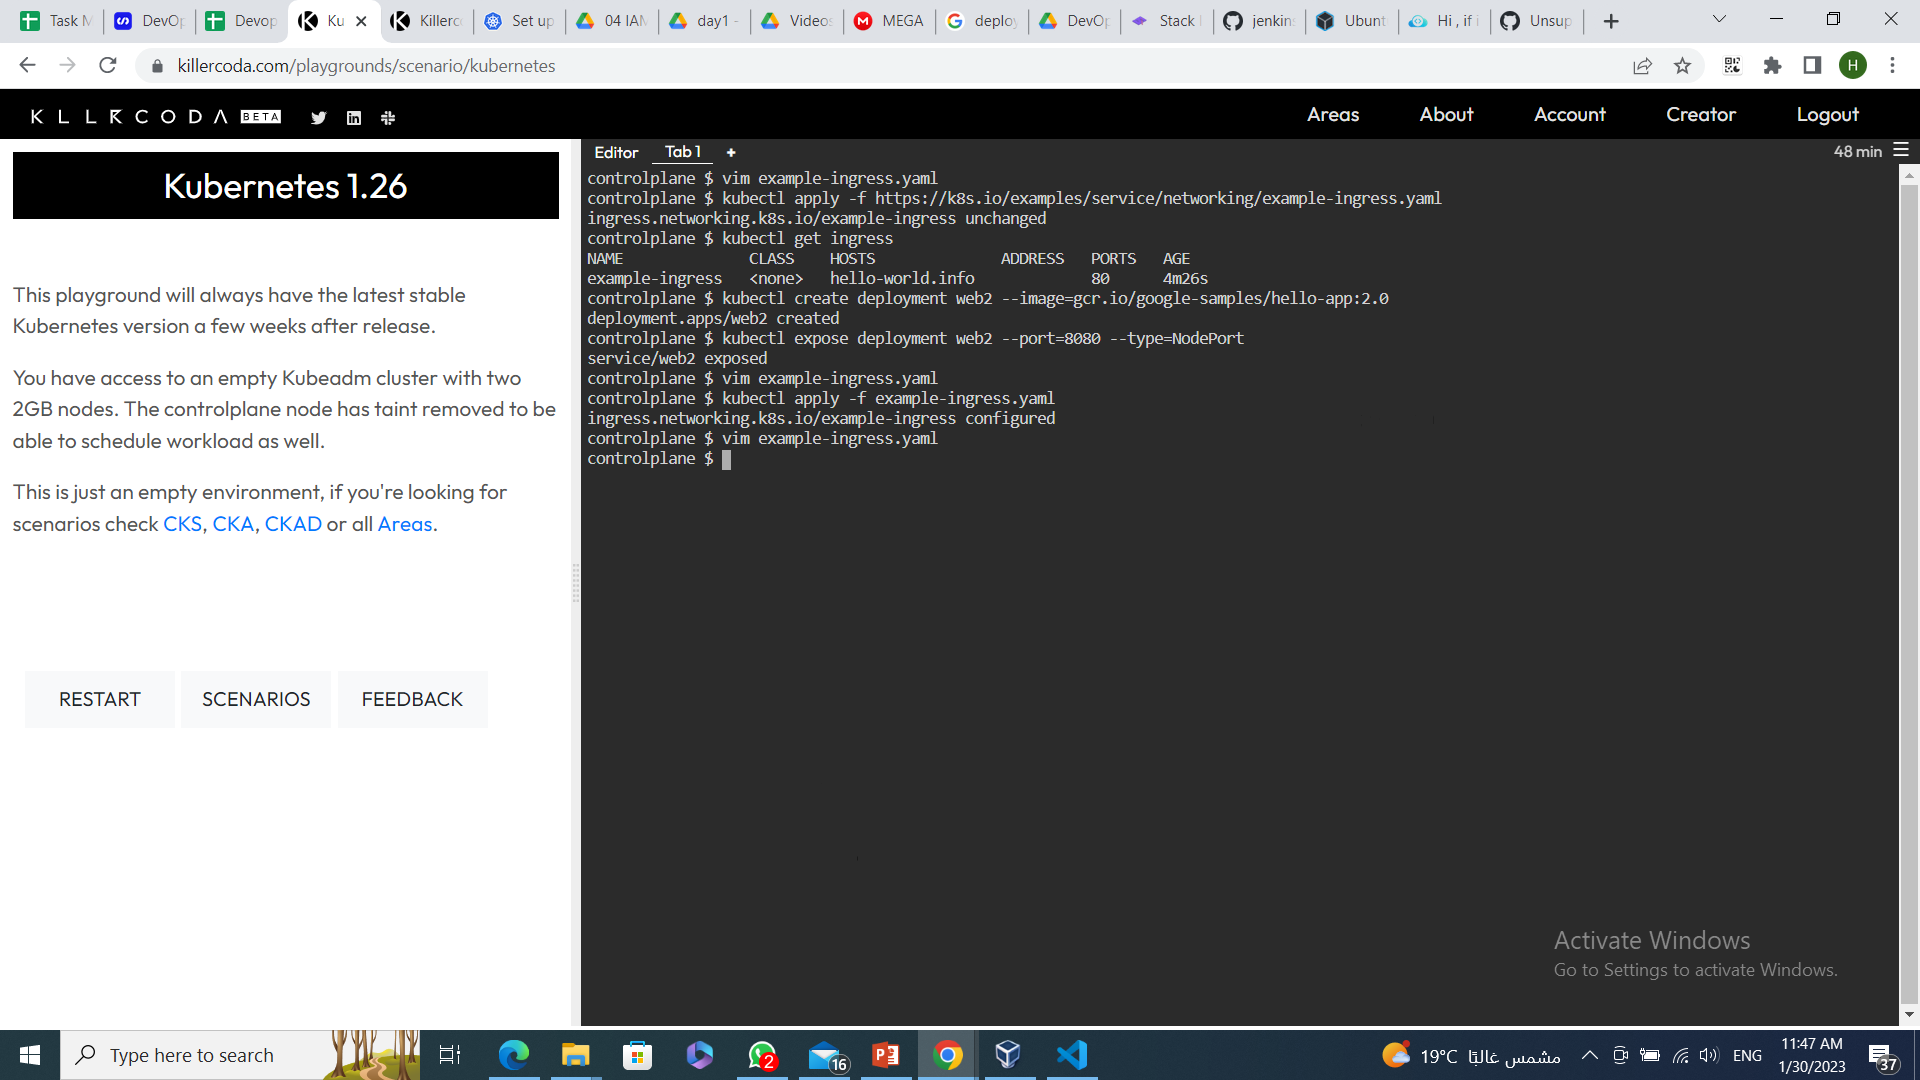 Task M
DevOp
Devop
Ku
Killerc
Set up
04 IAM
day1 -
Videos
MEGA
deploy
DevOp
Stack
jenkins
Ubunt
Hi , if i
Unsup
killercoda.com/playgrounds/scenario/kubernetes
H
KLLRCODA BETA
Areas
About
Account
Creator
Logout
Kubernetes 1.26
This playground will always have the latest stable
Kubernetes version a few weeks after release.
You have access to an empty Kubeadm cluster with two
2GB nodes. The controlplane node has taint removed to be
able to schedule workload as well.
This is just an empty environment, if you're looking for
scenarios check CKS, CKA, CKAD or all Areas.
RESTART
SCENARIOS
FEEDBACK
Editor
Tab 1
+
48 min
controlplane $ vim example-ingress.yaml
controlplane $ kubectl apply -f https://k8s.io/examples/service/networking/example-ingress.yaml
ingress.networking.k8s.io/example-ingress unchanged
controlplane $ kubectl get ingress
NAME CLASS HOSTS ADDRESS PORTS AGE
example-ingress <none> hello-world.info 80 4m26s
controlplane $ kubectl create deployment web2 --image=gcr.io/google-samples/hello-app:2.0
deployment.apps/web2 created
controlplane $ kubectl expose deployment web2 --port=8080 --type=NodePort
service/web2 exposed
controlplane $ vim example-ingress.yaml
controlplane $ kubectl apply -f example-ingress.yaml
ingress.networking.k8s.io/example-ingress configured
controlplane $ vim example-ingress.yaml
controlplane $
Activate Windows
Go to Settings to activate Windows.
Type here to search
2
16
19°C مشمس غالبًا
ENG
11:47 AM
1/30/2023
37